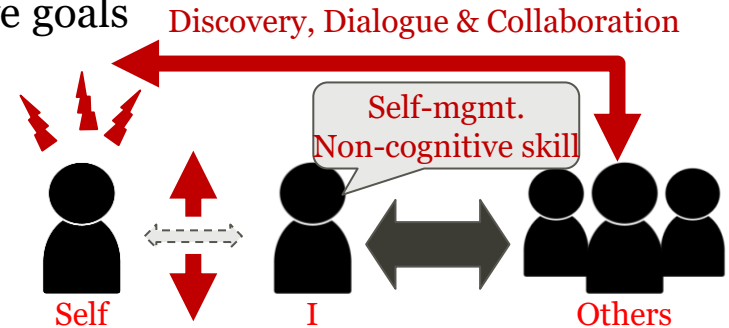 e goals
Discovery, Dialogue & Collaboration
Self-mgmt.
Non-cognitive skill
Self
I
Others